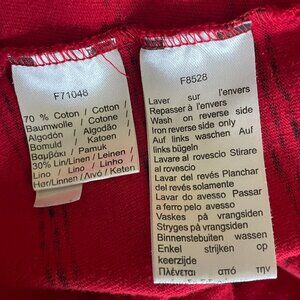 F71048
70 % Coton / Cotton /
Baumwolle / Cotone /
Algodón / Algodão /
Bomuld / Katoen /
Βαμβάκι / Pamuk
30% Lin/Linen / Leinen /
Lino / Lino / Linho
Hør/Linnen / Λινό / Keten
F8528
Laver sur l'envers
Repasser à l'envers
Wash on reverse side
Iron reverse side only
Auf links waschen Auf
links bügeln
Lavare al rovescio Stirare
al rovescio
Lavar del revés Planchar
del revés solamente
Lavar do avesso Passar
a ferro pelo avesso
Vaskes på vrangsiden
Stryges på vrangsiden
Binnenstebuiten wassen
Enkel strijken op
keerzijde
Πλένεται από την